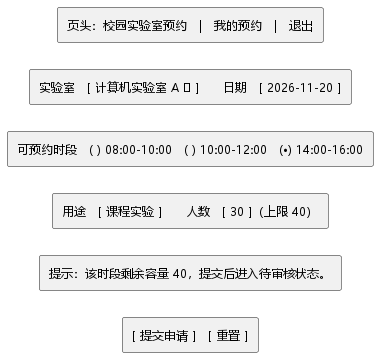 页头：校园实验室预约 | 我的预约 | 退出
实验室 [ 计算机实验室 A ▯ ] 日期 [ 2026-11-20 ]
可预约时段 ( ) 08:00-10:00 ( ) 10:00-12:00 (•) 14:00-16:00
用途 [ 课程实验 ] 人数 [ 30 ]（上限 40）
提示：该时段剩余容量 40，提交后进入待审核状态。
[ 提交申请 ] [ 重置 ]